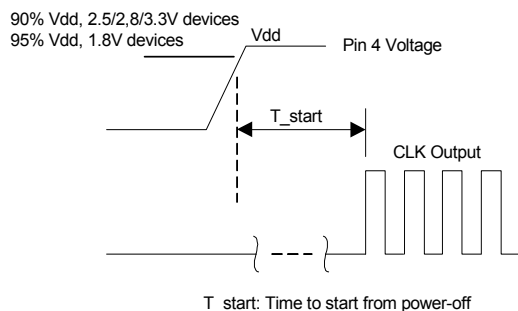 90% Vdd, 2.5/2,8/3.3V devices
95% Vdd, 1.8V devices
Vdd
Pin 4 Voltage
T_start
CLK Output
T_start: Time to start from power-off